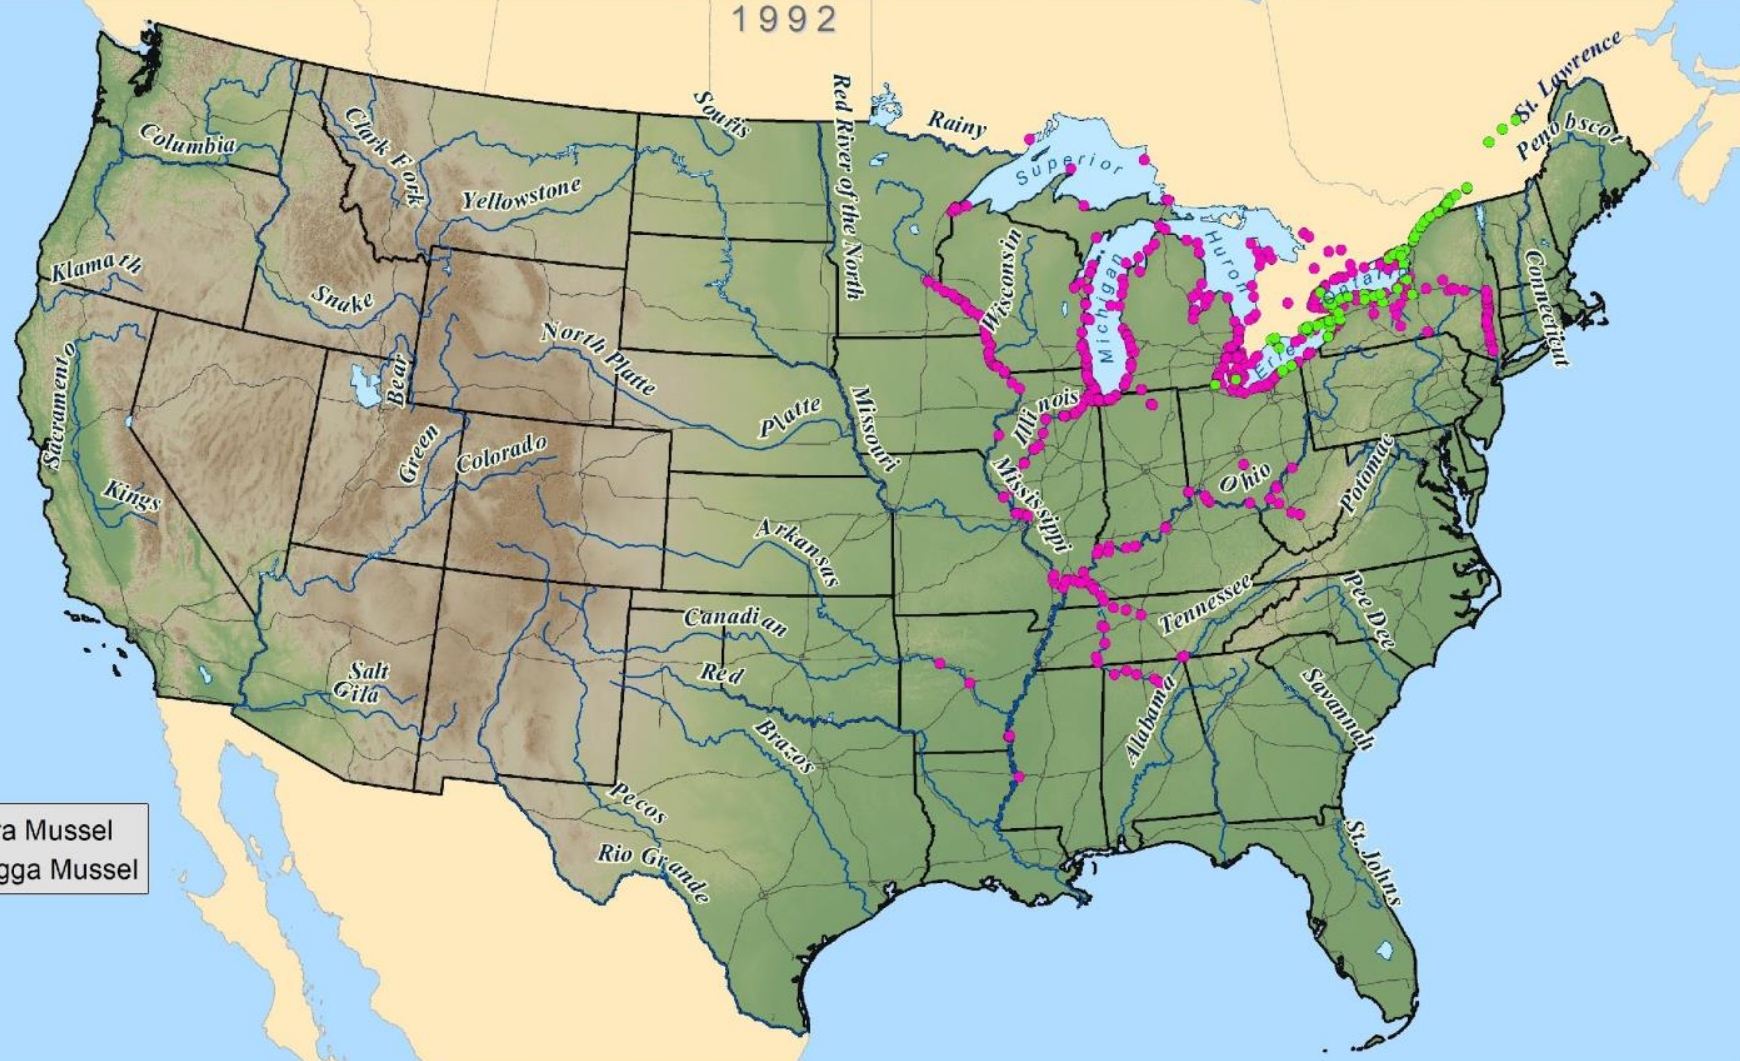 1992
St. Lawrence
Souris
Red River of the North
Rainy
Penobscot
Columbia
Clark Fork
Superior
Yellowstone
Huron
Wisconsin
Michigan
Ontario
Connecticut
Klamath
Snake
North Platte
Erie
Bear
Sacramento
Missouri
Platte
Illinois
Green
Colorado
Potomac
Ohio
Mississippi
Kings
Arkansas
Pee Dee
Tennessee
Canadian
Salt
Red
Gila
Savannah
Alabama
Brazos
Pecos
ra Mussel
gga Mussel
Rio Grande
St. Johns